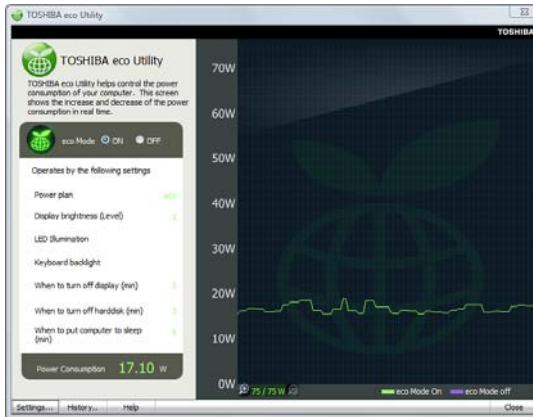 TOSHIBA eco Utility
TOSHIBA
TOSHIBA eco Utility
TOSHIBA eco Utility helps control the power
consumption of your computer. This screen
shows the increase and decrease of the power
consumption in real time.
eco Mode ON OFF
Operates by the following settings
Power plan
Display brightness (Level)
LED Illumination
Keyboard backlight
When to turn off display (min)
When to turn off harddisk (min)
When to put computer to sleep
(min)
Power Consumption 17.10 W
70W
60W
50W
40W
30W
20W
10W
0W
75 / 75 W
eco Mode On eco Mode off
Settings... History... Help Close